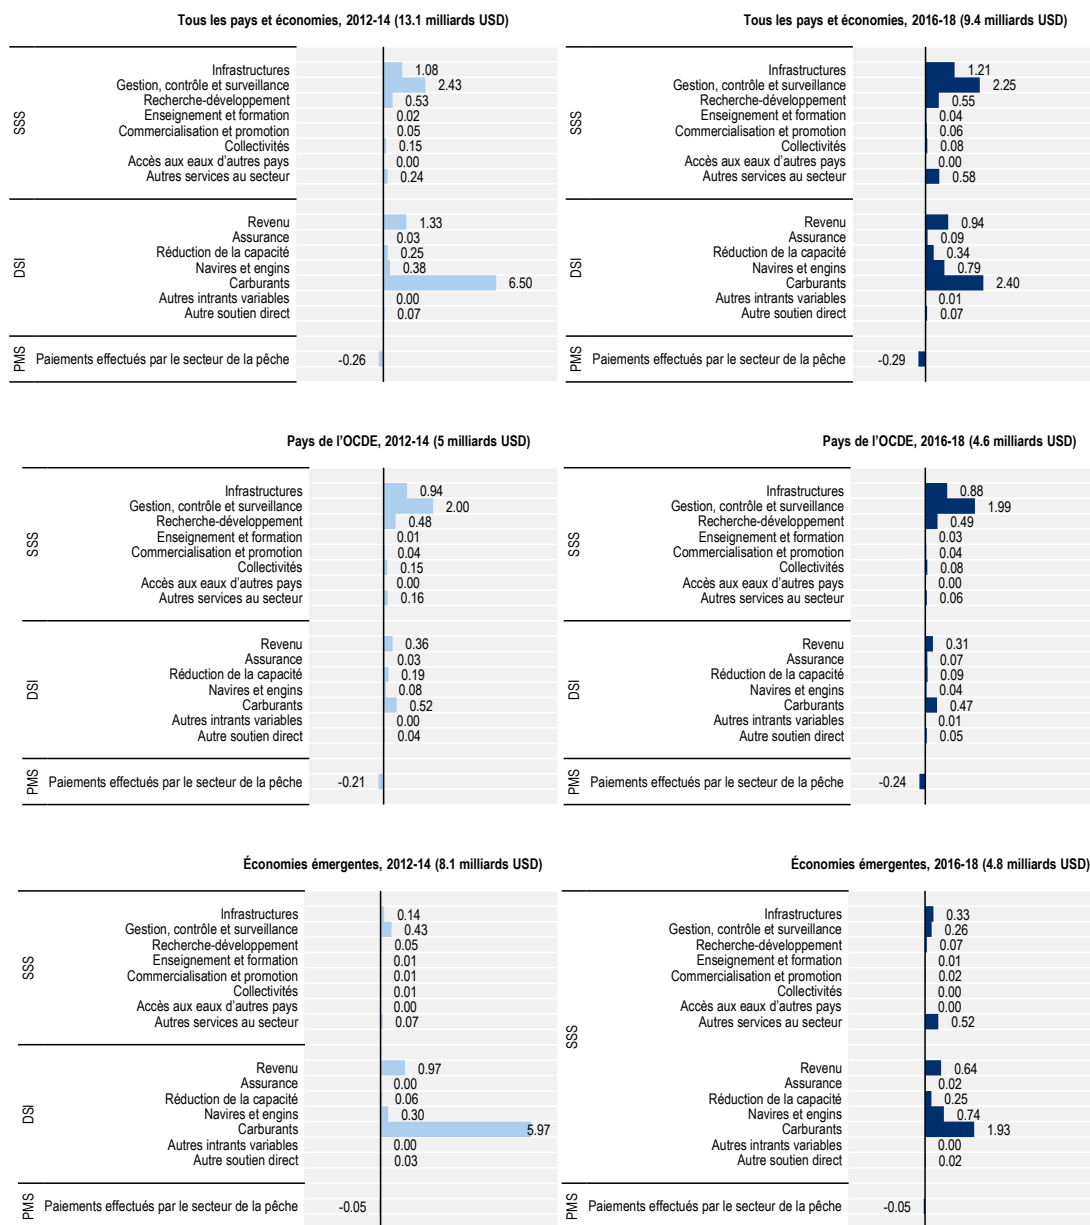 Tous les pays et économies, 2012-14 (13.1 milliards USD)
SSS
Infrastructures 1.08
Gestion, contrôle et surveillance 2.43
Recherche-développement 0.53
Enseignement et formation 0.02
Commercialisation et promotion 0.05
Collectivités 0.15
Accès aux eaux d'autres pays 0.00
Autres services au secteur 0.24
DSI
Revenu 1.33
Assurance 0.03
Réduction de la capacité 0.25
Navires et engins 0.38
Carburants 6.50
Autres intrants variables 0.00
Autre soutien direct 0.07
PMS
Paiements effectués par le secteur de la pêche -0.26
Tous les pays et économies, 2016-18 (9.4 milliards USD)
SSS
Infrastructures 1.21
Gestion, contrôle et surveillance 2.25
Recherche-développement 0.55
Enseignement et formation 0.04
Commercialisation et promotion 0.06
Collectivités 0.08
Accès aux eaux d'autres pays 0.00
Autres services au secteur 0.58
DSI
Revenu 0.94
Assurance 0.09
Réduction de la capacité 0.34
Navires et engins 0.79
Carburants 2.40
Autres intrants variables 0.01
Autre soutien direct 0.07
PMS
Paiements effectués par le secteur de la pêche -0.29
Pays de l'OCDE, 2012-14 (5 milliards USD)
SSS
Infrastructures 0.94
Gestion, contrôle et surveillance 2.00
Recherche-développement 0.48
Enseignement et formation 0.01
Commercialisation et promotion 0.04
Collectivités 0.15
Accès aux eaux d'autres pays 0.00
Autres services au secteur 0.16
DSI
Revenu 0.36
Assurance 0.03
Réduction de la capacité 0.19
Navires et engins 0.08
Carburants 0.52
Autres intrants variables 0.00
Autre soutien direct 0.04
PMS
Paiements effectués par le secteur de la pêche -0.21
Pays de l'OCDE, 2016-18 (4.6 milliards USD)
SSS
Infrastructures 0.88
Gestion, contrôle et surveillance 1.99
Recherche-développement 0.49
Enseignement et formation 0.03
Commercialisation et promotion 0.04
Collectivités 0.08
Accès aux eaux d'autres pays 0.00
Autres services au secteur 0.06
DSI
Revenu 0.31
Assurance 0.07
Réduction de la capacité 0.09
Navires et engins 0.04
Carburants 0.47
Autres intrants variables 0.01
Autre soutien direct 0.05
PMS
Paiements effectués par le secteur de la pêche -0.24
Économies émergentes, 2012-14 (8.1 milliards USD)
SSS
Infrastructures 0.14
Gestion, contrôle et surveillance 0.43
Recherche-développement 0.05
Enseignement et formation 0.01
Commercialisation et promotion 0.01
Collectivités 0.01
Accès aux eaux d'autres pays 0.00
Autres services au secteur 0.07
DSI
Revenu 0.97
Assurance 0.00
Réduction de la capacité 0.06
Navires et engins 0.30
Carburants 5.97
Autres intrants variables 0.00
Autre soutien direct 0.03
PMS
Paiements effectués par le secteur de la pêche -0.05
Économies émergentes, 2016-18 (4.8 milliards USD)
SSS
Infrastructures 0.33
Gestion, contrôle et surveillance 0.26
Recherche-développement 0.07
Enseignement et formation 0.01
Commercialisation et promotion 0.02
Collectivités 0.00
Accès aux eaux d'autres pays 0.00
Autres services au secteur 0.52
Revenu 0.64
Assurance 0.02
Réduction de la capacité 0.25
Navires et engins 0.74
Carburants 1.93
Autres intrants variables 0.00
Autre soutien direct 0.02
PMS
Paiements effectués par le secteur de la pêche -0.05